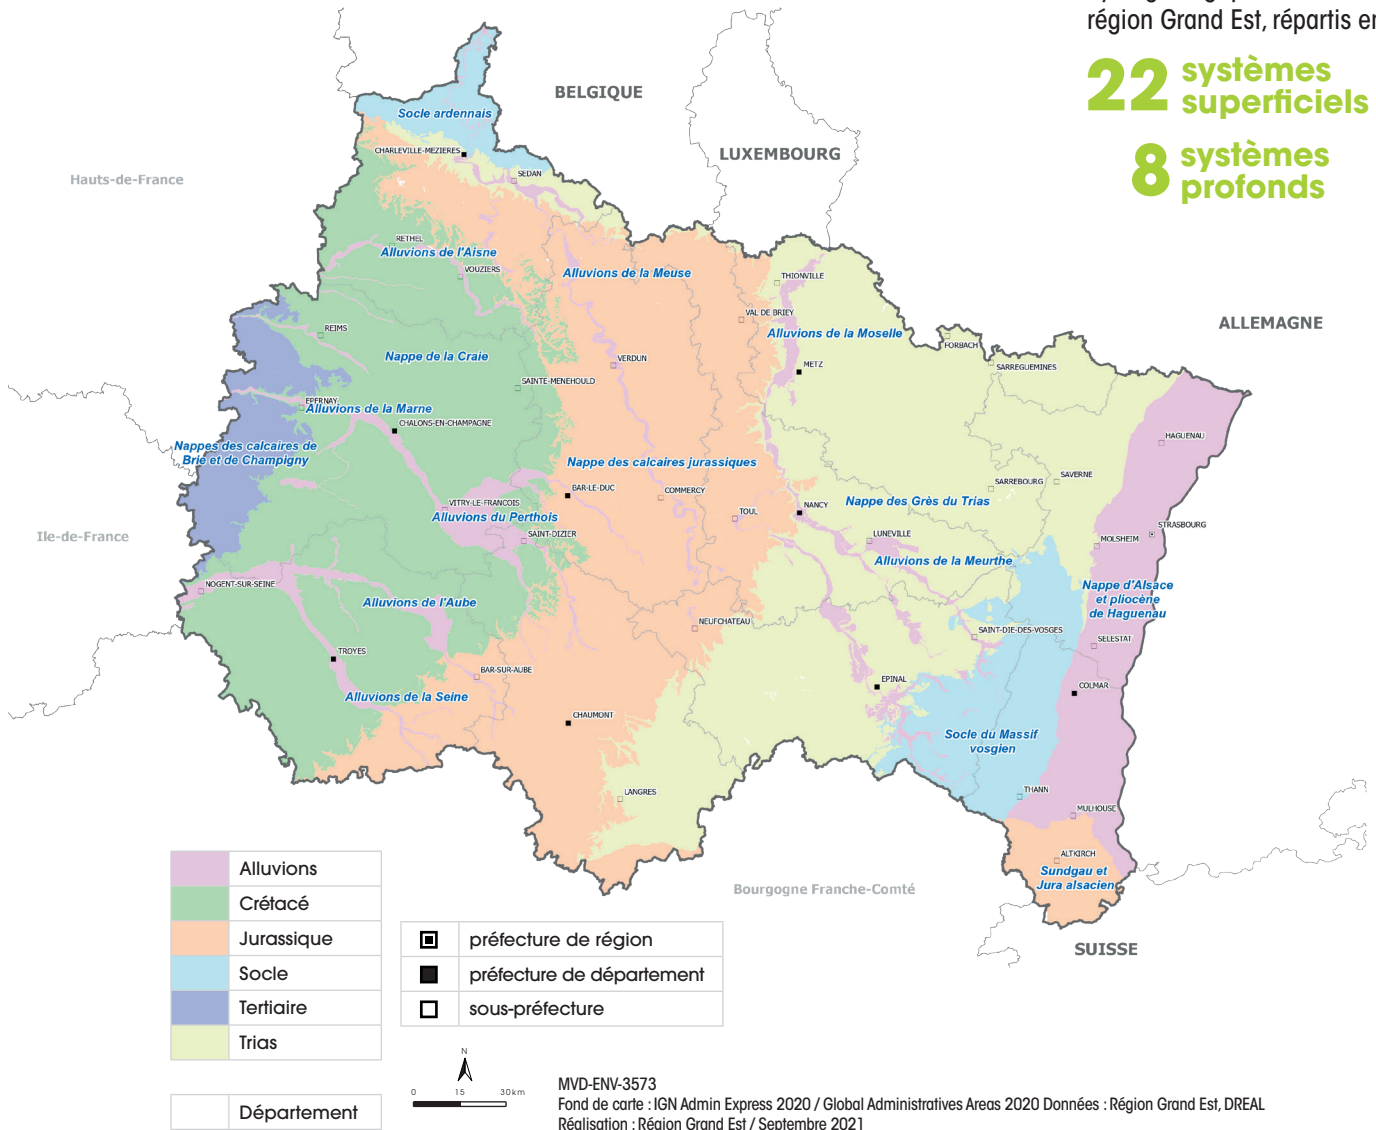 région Grand Est, répartis en
22 systèmes
superficiels
8 systèmes
profonds
BELGIQUE
LUXEMBOURG
ALLEMAGNE
SUISSE
Hauts-de-France
Ile-de-France
Bourgogne Franche-Comté
Socle ardennais
CHARLEVILLE-MEZIERES
SEDAN
RETHEL
Alluvions de l'Aisne
VOUZIERS
Alluvions de la Meuse
THIONVILLE
VAL DE BRIEY
Alluvions de la Moselle
FORBACH
SARREGUEMINES
REIMS
Nappe de la Craie
VERDUN
METZ
SAINTE-MENEHOULD
EPERNAY
Alluvions de la Marne
CHALONS-EN-CHAMPAGNE
HAGUENAU
Nappes des calcaires de
Brie et de Champigny
Nappe des calcaires jurassiques
BAR-LE-DUC
COMMERCY
SARREBOURG
SAVERNE
Nappe des Grès du Trias
VITRY-LE-FRANCOIS
Alluvions du Perthois
TOUL
NANCY
SAINT-DIZIER
LUNEVILLE
STRASBOURG
MOLSHEIM
Alluvions de la Meurthe
NOGENT-SUR-SEINE
Alluvions de l'Aube
Nappe d'Alsace
et pliocène
de Haguenau
NEUFCHATEAU
SAINT-DIE-DES-VOSGES
SELESTAT
TROYES
BAR-SUR-AUBE
EPINAL
COLMAR
Alluvions de la Seine
CHAUMONT
Socle du Massif
vosgien
LANGRES
THANN
MULHOUSE
ALTKIRCH
Sundgau et
Jura alsacien
Alluvions
Crétacé
Jurassique
Socle
Tertiaire
Trias
Département
préfecture de région
préfecture de département
sous-préfecture
N
0 15 30 km
MVD-ENV-3573
Fond de carte : IGN Admin Express 2020 / Global Administratives Areas 2020 Données : Région Grand Est, DREAL
Réalisation : Région Grand Est / Septembre 2021